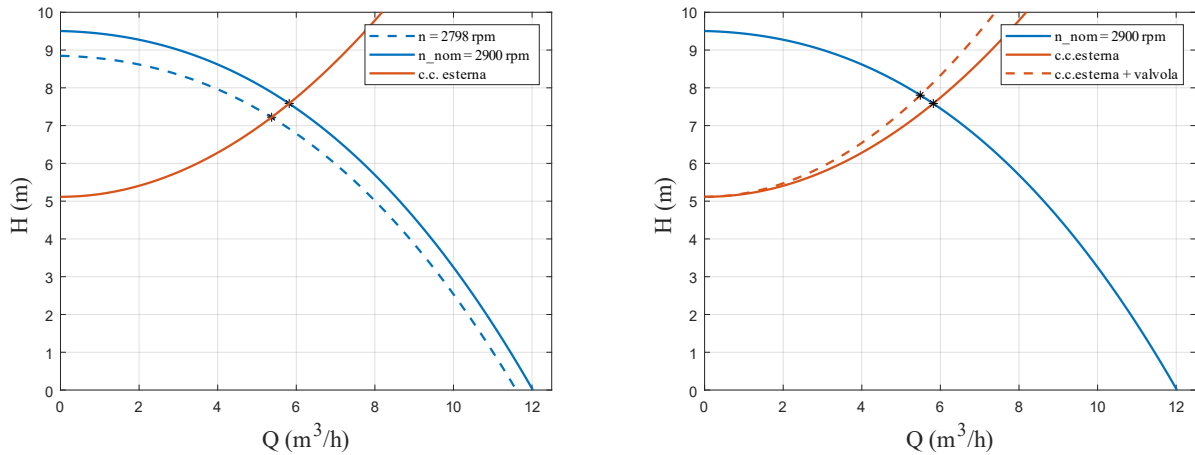 10
9
8
7
6
5
4
3
2
1
0
H (m)
0 2 4 6 8 10 12
Q (m³/h)
n = 2798 rpm
n_nom = 2900 rpm
c.c. esterna
10
9
8
7
6
5
4
3
2
1
0
H (m)
0 2 4 6 8 10 12
Q (m³/h)
n_nom = 2900 rpm
c.c.esterna
c.c.esterna + valvola